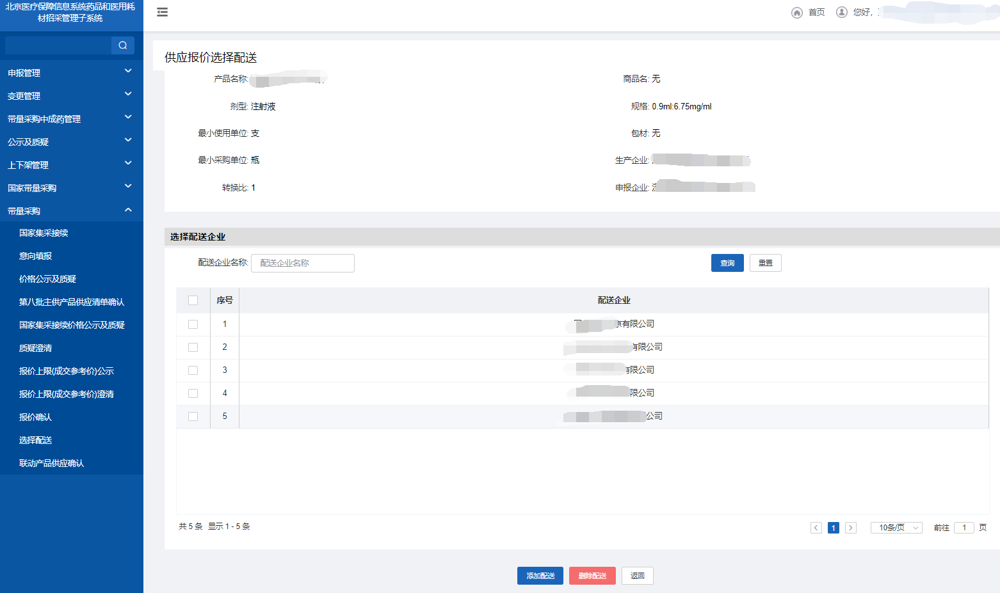 北京医疗保障信息系统药品和医用耗
材招采管理子系统
首页
您好,
申报管理
变更管理
带量采购中成药管理
公示及质疑
上下架管理
国家带量采购
带量采购
国家集采接续
意向填报
价格公示及质疑
第八批主供产品供应清单确认
国家集采接续价格公示及质疑
质疑澄清
报价上限(成交参考价)公示
报价上限(成交参考价)澄清
报价确认
选择配送
联动产品供应确认
供应报价选择配送
产品名称:
商品名: 无
剂型: 注射液
规格: 0.9ml:6.75mg/ml
最小使用单位: 支
包材: 无
最小采购单位: 瓶
生产企业:
转换比: 1
申报企业:
选择配送企业
配送企业名称: 配送企业名称
查询 重置
序号 配送企业
1 有限公司
2 有限公司
3 有限公司
4 限公司
5 公司
共 5 条 显示 1 - 5 条
1 10条/页 前往 1 页
添加配送 删除配送 返回